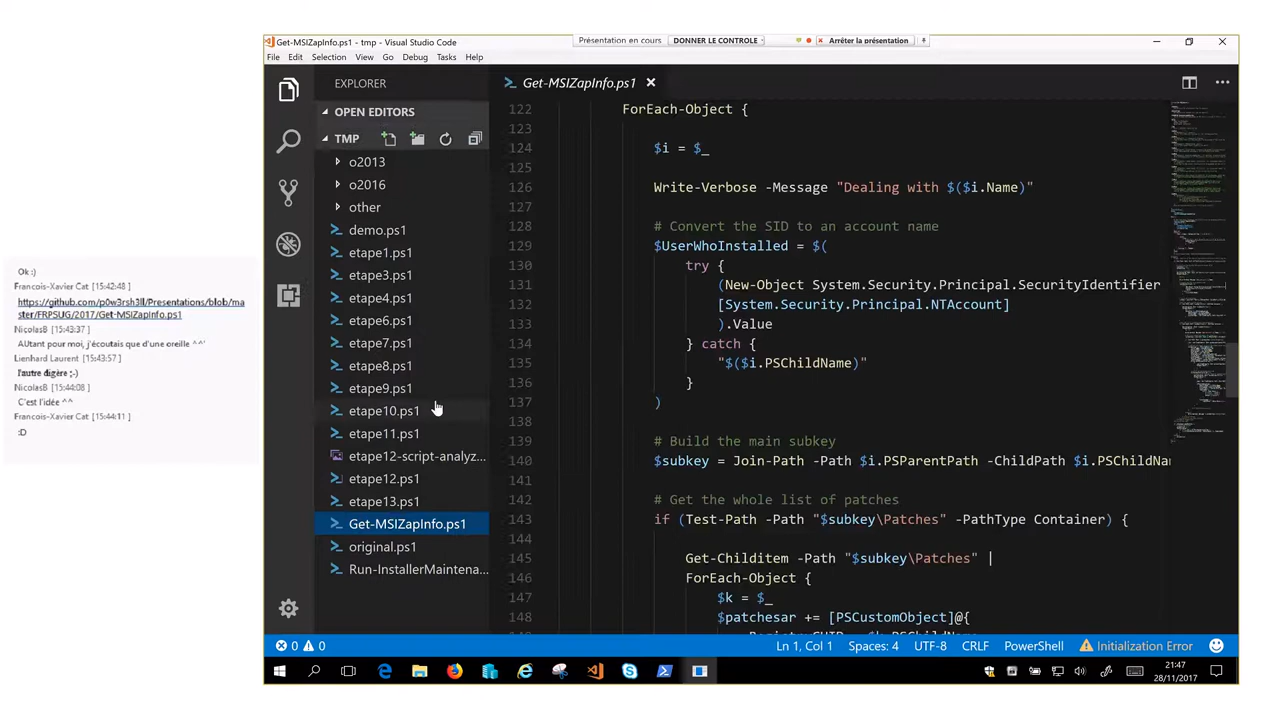 Ok :)
Francois-Xavier Cat [15:42:48]
https://github.com/p0w3rsh3ll/Presentations/blob/ma
ster/FRPSUG/2017/Get-MSIZapInfo.ps1
NicolasB [15:43:37]
AUtant pour moi, j'écoutais que d'une oreille ^^'
Lienhard Laurent [15:43:57]
l'autre digère ;-)
NicolasB [15:44:08]
C'est l'idée ^^
Francois-Xavier Cat [15:44:11]
:D
Get-MSIZapInfo.ps1 - tmp - Visual Studio Code
Présentation en cours DONNER LE CONTROLE Arrêter la présentation
File Edit Selection View Go Debug Tasks Help
EXPLORER
OPEN EDITORS
TMP
o2013
o2016
other
demo.ps1
etape1.ps1
etape3.ps1
etape4.ps1
etape6.ps1
etape7.ps1
etape8.ps1
etape9.ps1
etape10.ps1
etape11.ps1
etape12-script-analyz...
etape12.ps1
etape13.ps1
Get-MSIZapInfo.ps1
original.ps1
Run-InstallerMaintena...
Get-MSIZapInfo.ps1
122 ForEach-Object {
123
124 $i = $_
125
126 Write-Verbose -Message "Dealing with $($i.Name)"
127
128 # Convert the SID to an account name
129 $UserWhoInstalled = $(
130 try {
131 (New-Object System.Security.Principal.SecurityIdentifier
132 [System.Security.Principal.NTAccount]
133 ).Value
134 } catch {
135 "$($i.PSChildName)"
136 }
137 )
138
139 # Build the main subkey
140 $subkey = Join-Path -Path $i.PSParentPath -ChildPath $i.PSChildNam
141
142 # Get the whole list of patches
143 if (Test-Path -Path "$subkey\Patches" -PathType Container) {
144
145 Get-Childitem -Path "$subkey\Patches" |
146 ForEach-Object {
147 $k = $_
148 $patchesar += [PSCustomObject]@{
0 0 Ln 1, Col 1 Spaces: 4 UTF-8 CRLF PowerShell Initialization Error
21:47
28/11/2017